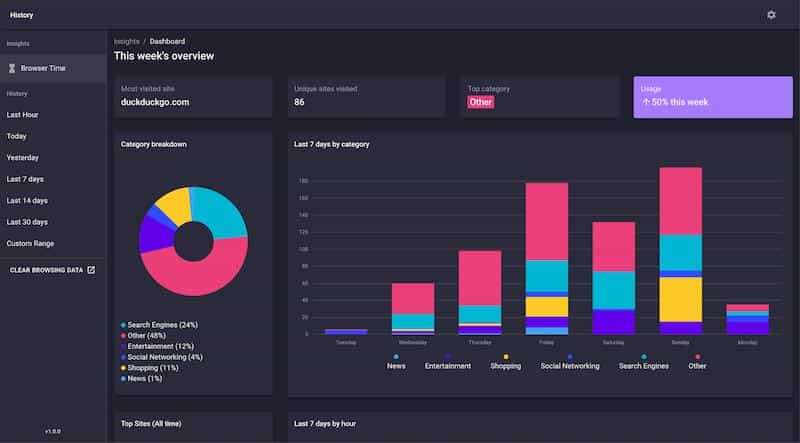 History
Insights
Browser Time
History
Last Hour
Today
Yesterday
Last 7 days
Last 14 days
Last 30 days
Custom Range
CLEAR BROWSING DATA
v1.0.0
Insights / Dashboard
This week's overview
Most visited site
duckduckgo.com
Unique sites visited
86
Top category
Other
Usage
↑ 50% this week
Category breakdown
Search Engines (24%)
Other (48%)
Entertainment (12%)
Social Networking (4%)
Shopping (11%)
News (1%)
Last 7 days by category
180
160
140
120
100
80
60
40
20
0
Tuesday Wednesday Thursday Friday Saturday Sunday Monday
News Entertainment Shopping Social Networking Search Engines Other
Top Sites (All time)
Last 7 days by hour